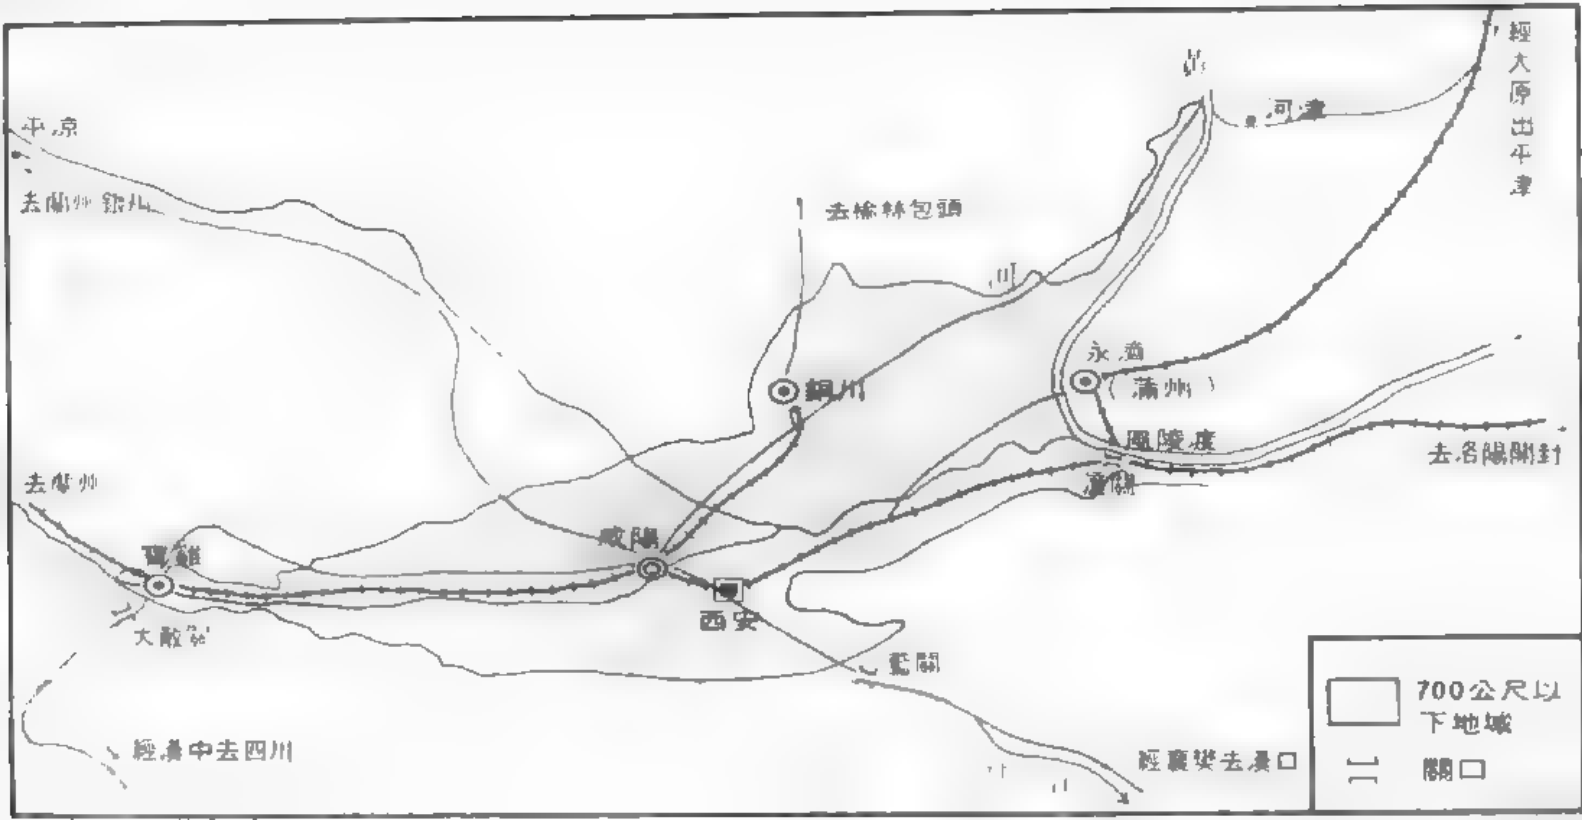 經太原出平津
河津
平涼
去蘭州銀川
去榆林包頭
銅川
永濟
(蒲州)
風陵渡
潼關
去洛陽開封
去蘭州
寶雞
咸陽
西安
大散關
藍關
經漢中去四川
經襄樊去漢口
700公尺以
下地域
關口